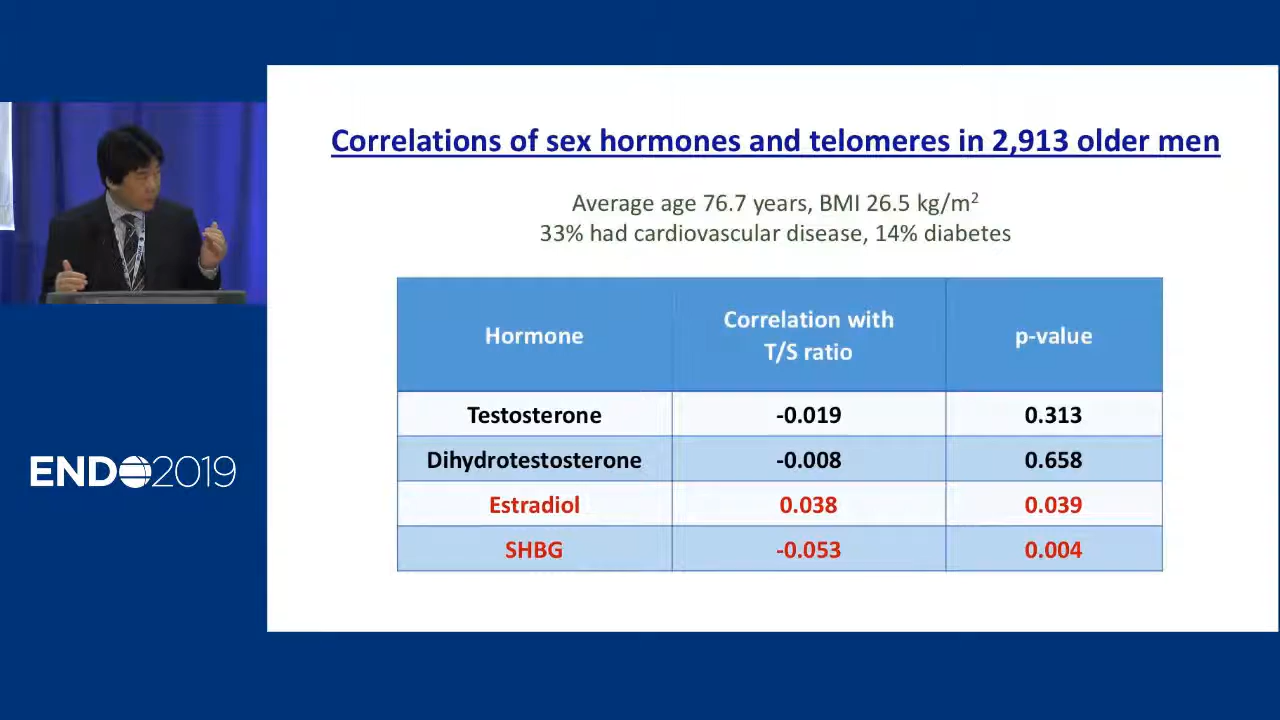 Correlations of sex hormones and telomeres in 2,913 older men
Average age 76.7 years, BMI 26.5 kg/m²
33% had cardiovascular disease, 14% diabetes
Hormone Correlation with T/S ratio p-value
Testosterone -0.019 0.313
Dihydrotestosterone -0.008 0.658
Estradiol 0.038 0.039
SHBG -0.053 0.004
ENDO2019